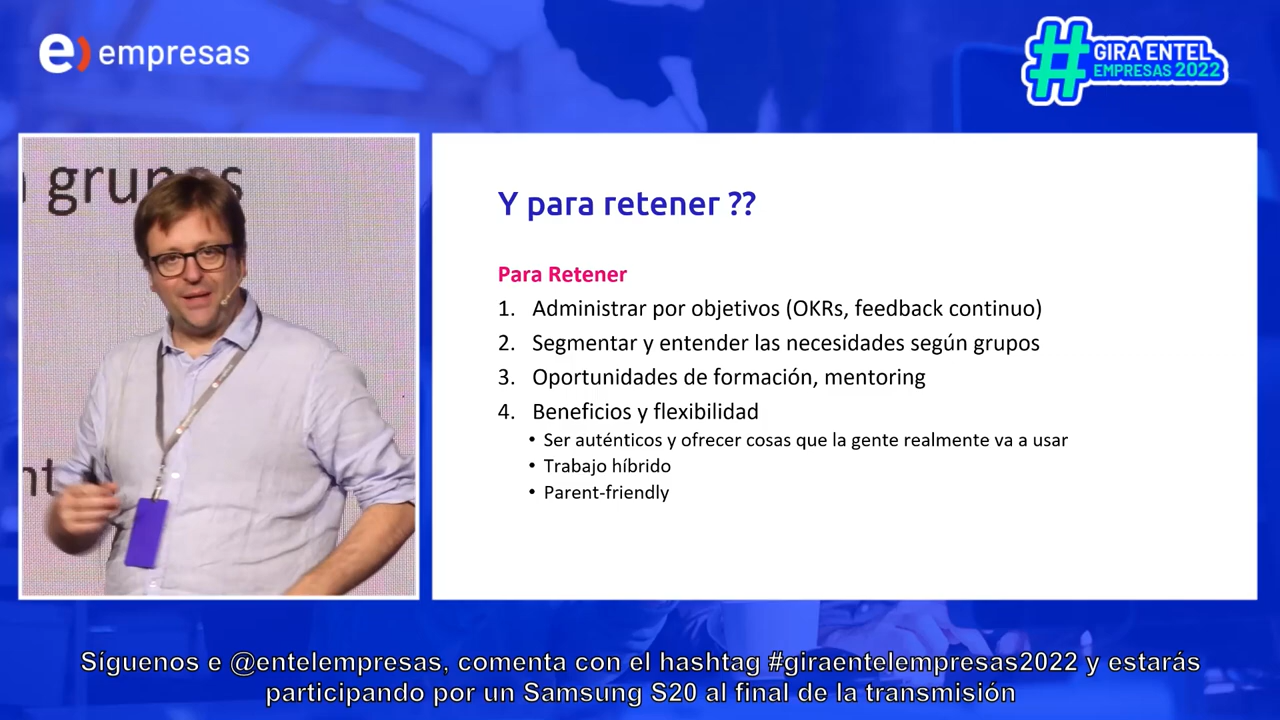 e) empresas
# GIRA ENTEL
EMPRESAS 2022
grupos
Y para retener ??
Para Retener
1. Administrar por objetivos (OKRs, feedback continuo)
2. Segmentar y entender las necesidades según grupos
3. Oportunidades de formación, mentoring
4. Beneficios y flexibilidad
• Ser auténticos y ofrecer cosas que la gente realmente va a usar
• Trabajo híbrido
• Parent-friendly
Síguenos e @entelempresas, comenta con el hashtag #giraentelempresas2022 y estarás
participando por un Samsung S20 al final de la transmisión